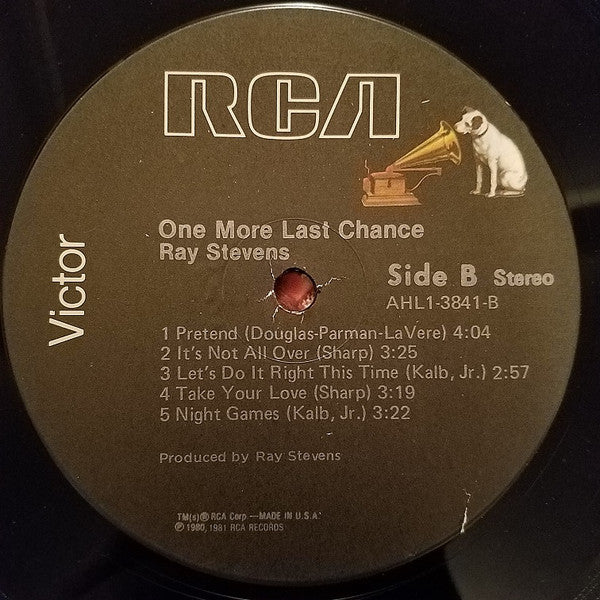 RCA
Victor
One More Last Chance
Ray Stevens
Side B Stereo
AHL1-3841-B
1 Pretend (Douglas-Parman-LaVere) 4:04
2 It's Not All Over (Sharp) 3:25
3 Let's Do It Right This Time (Kalb, Jr.) 2:57
4 Take Your Love (Sharp) 3:19
5 Night Games (Kalb, Jr.) 3:22
Produced by Ray Stevens
TM(s)® RCA Corp —MADE IN U.S.A.
℗ 1980, 1981 RCA RECORDS